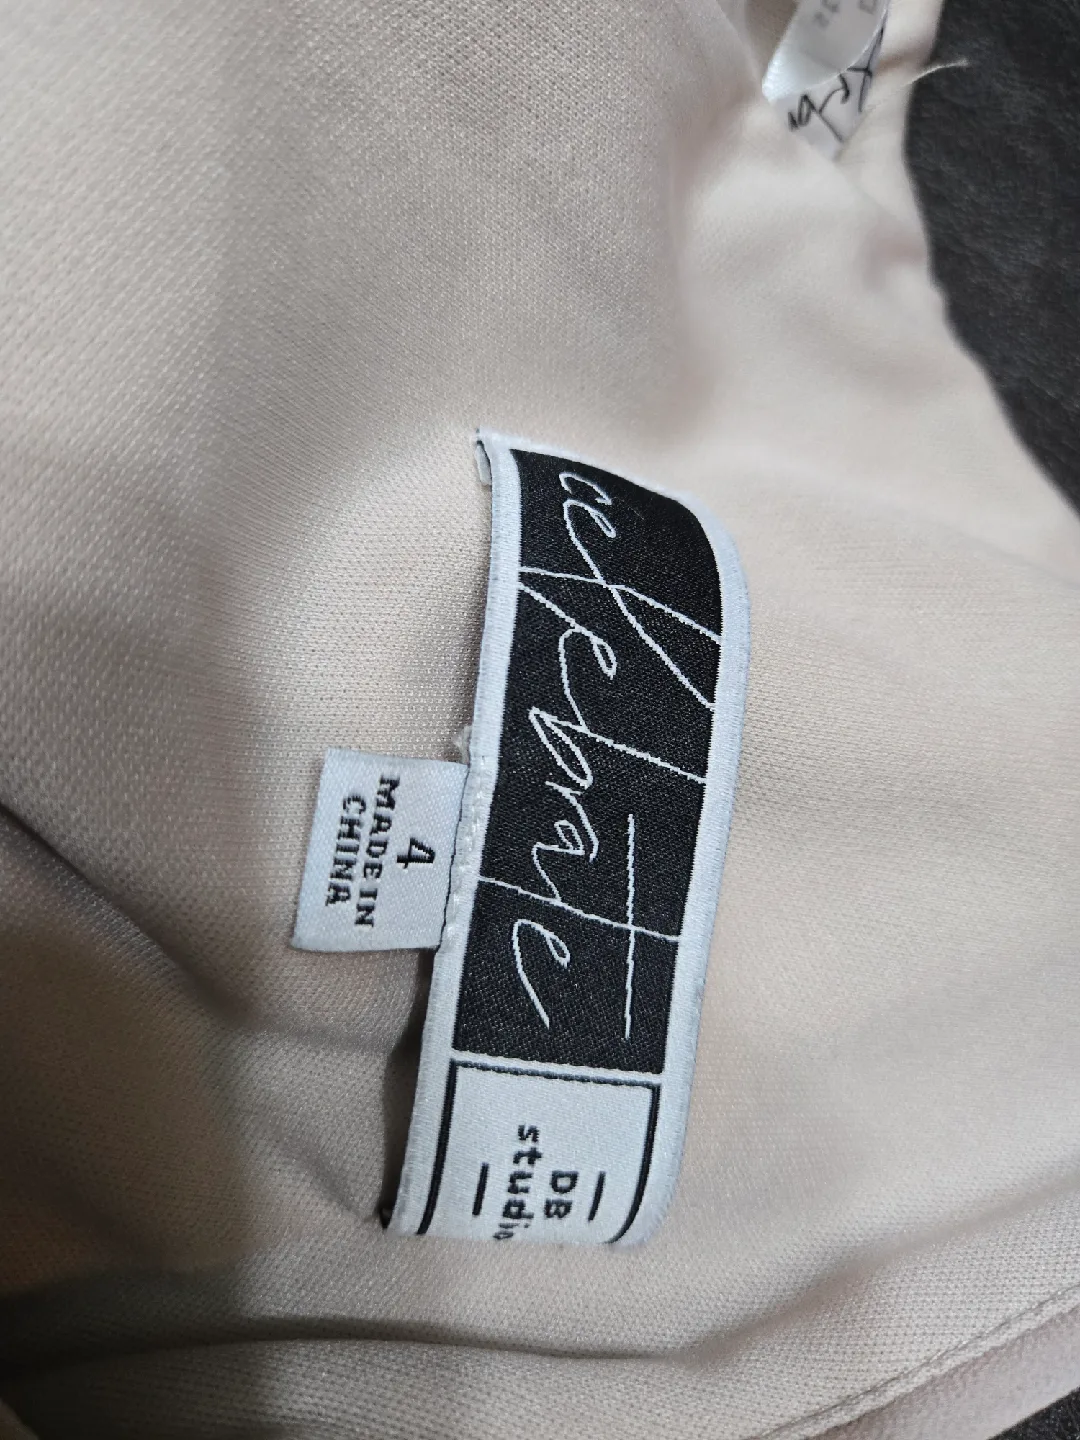 celebrate
DB
studio
4
MADE IN
CHINA